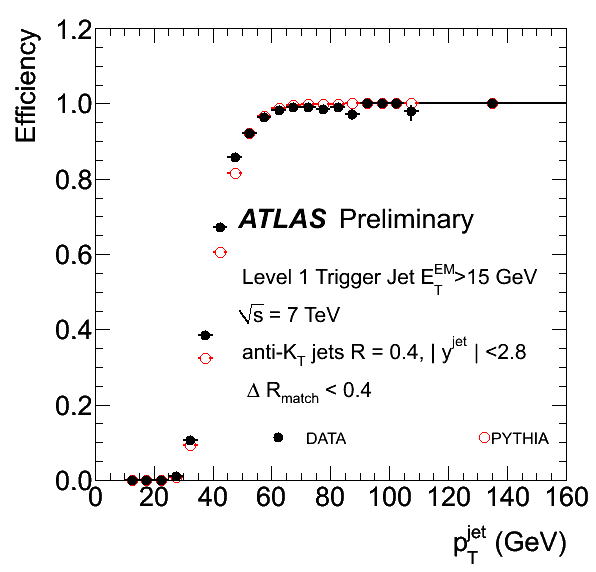 Efficiency
1.2
1.0
0.8
0.6
0.4
0.2
0.0
ATLAS Preliminary
Level 1 Trigger Jet E_T^EM>15 GeV
√s = 7 TeV
anti-K_T jets R = 0.4, | y^jet | <2.8
Δ R_match < 0.4
DATA PYTHIA
0 20 40 60 80 100 120 140 160
p_T^jet (GeV)